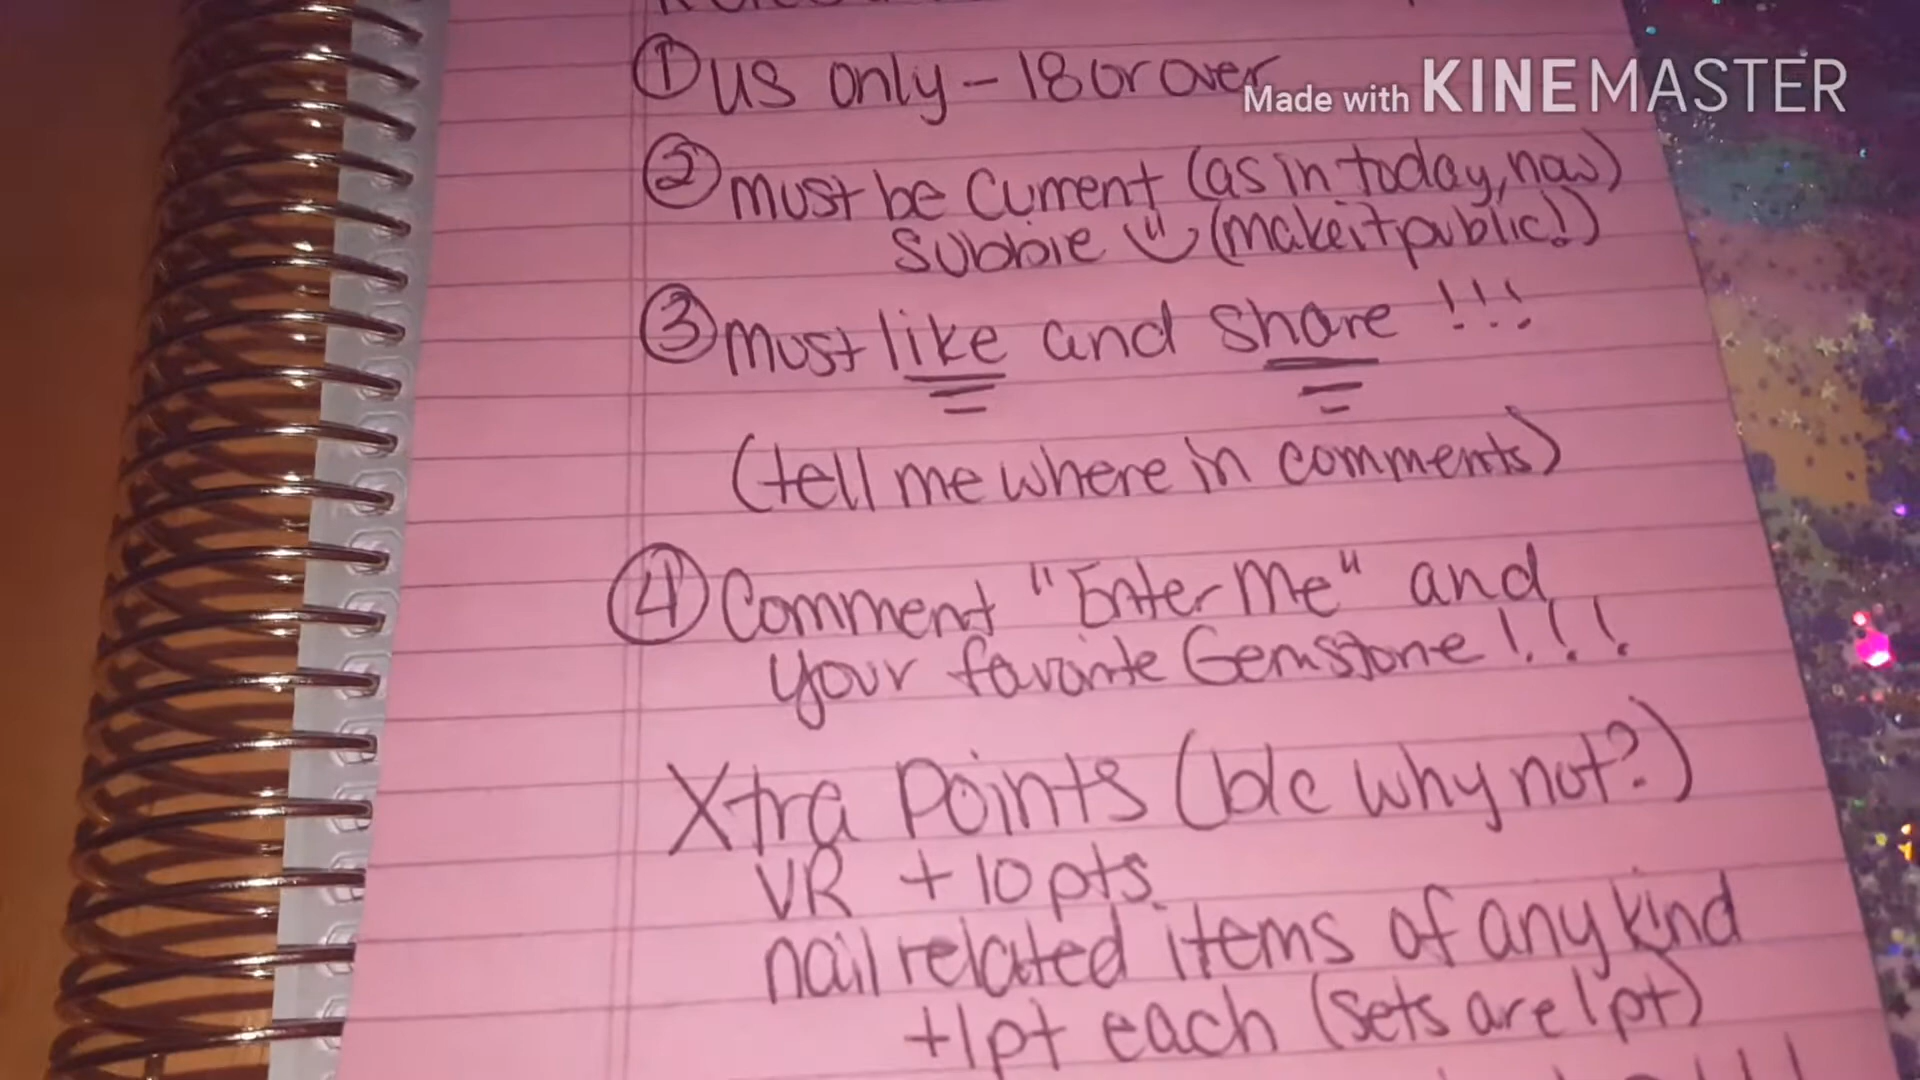 ① US only - 18 or over
Made with KINEMASTER
② must be current (as in today, now)
subbie (make it public!)
③ must like and share !!!
(tell me where in comments)
④ Comment "Enter Me" and
your favorite Gemstone!!!
Xtra Points (b/c why not?)
VR + 10 pts.
nail related items of any kind
+1pt each (sets are 1 pt)